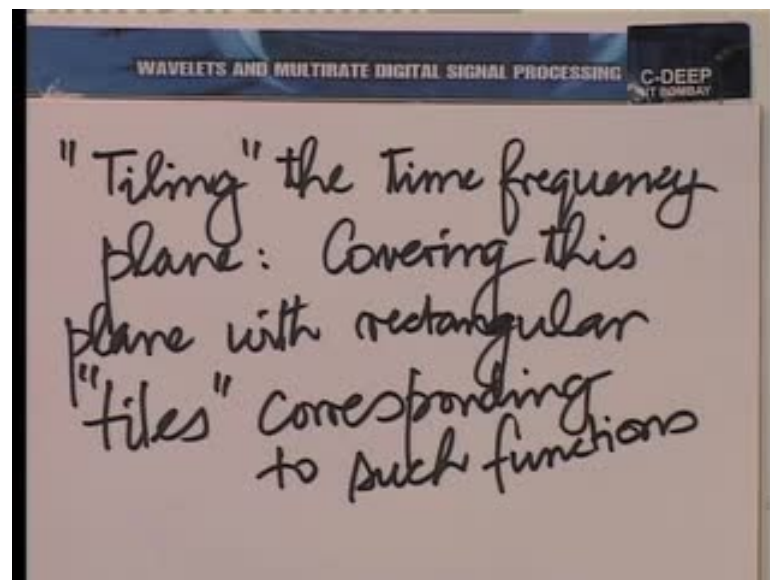 WAVELETS AND MULTIRATE DIGITAL SIGNAL PROCESSING
C-DEEP
IIT BOMBAY
"Tiling" the Time frequency
plane: Covering this
plane with rectangular
"tiles" corresponding
to such functions